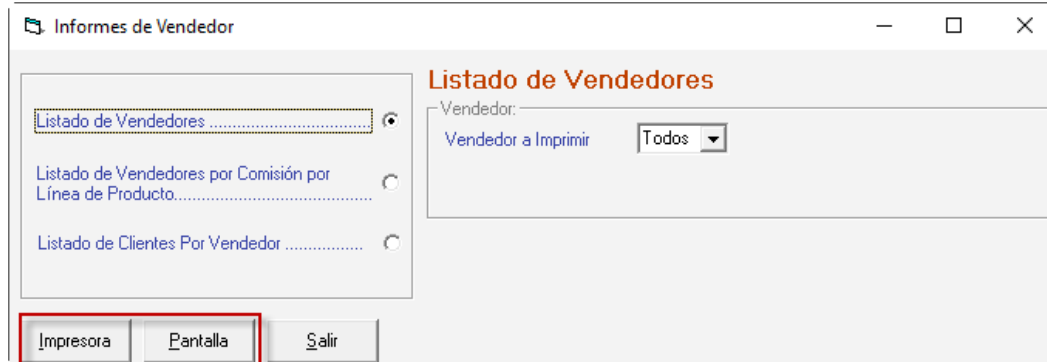 Informes de Vendedor
Listado de Vendedores
Vendedor:
Vendedor a Imprimir Todos
Listado de Vendedores ....................................
Listado de Vendedores por Comisión por
Línea de Producto............................................
Listado de Clientes Por Vendedor .................
Impresora Pantalla Salir